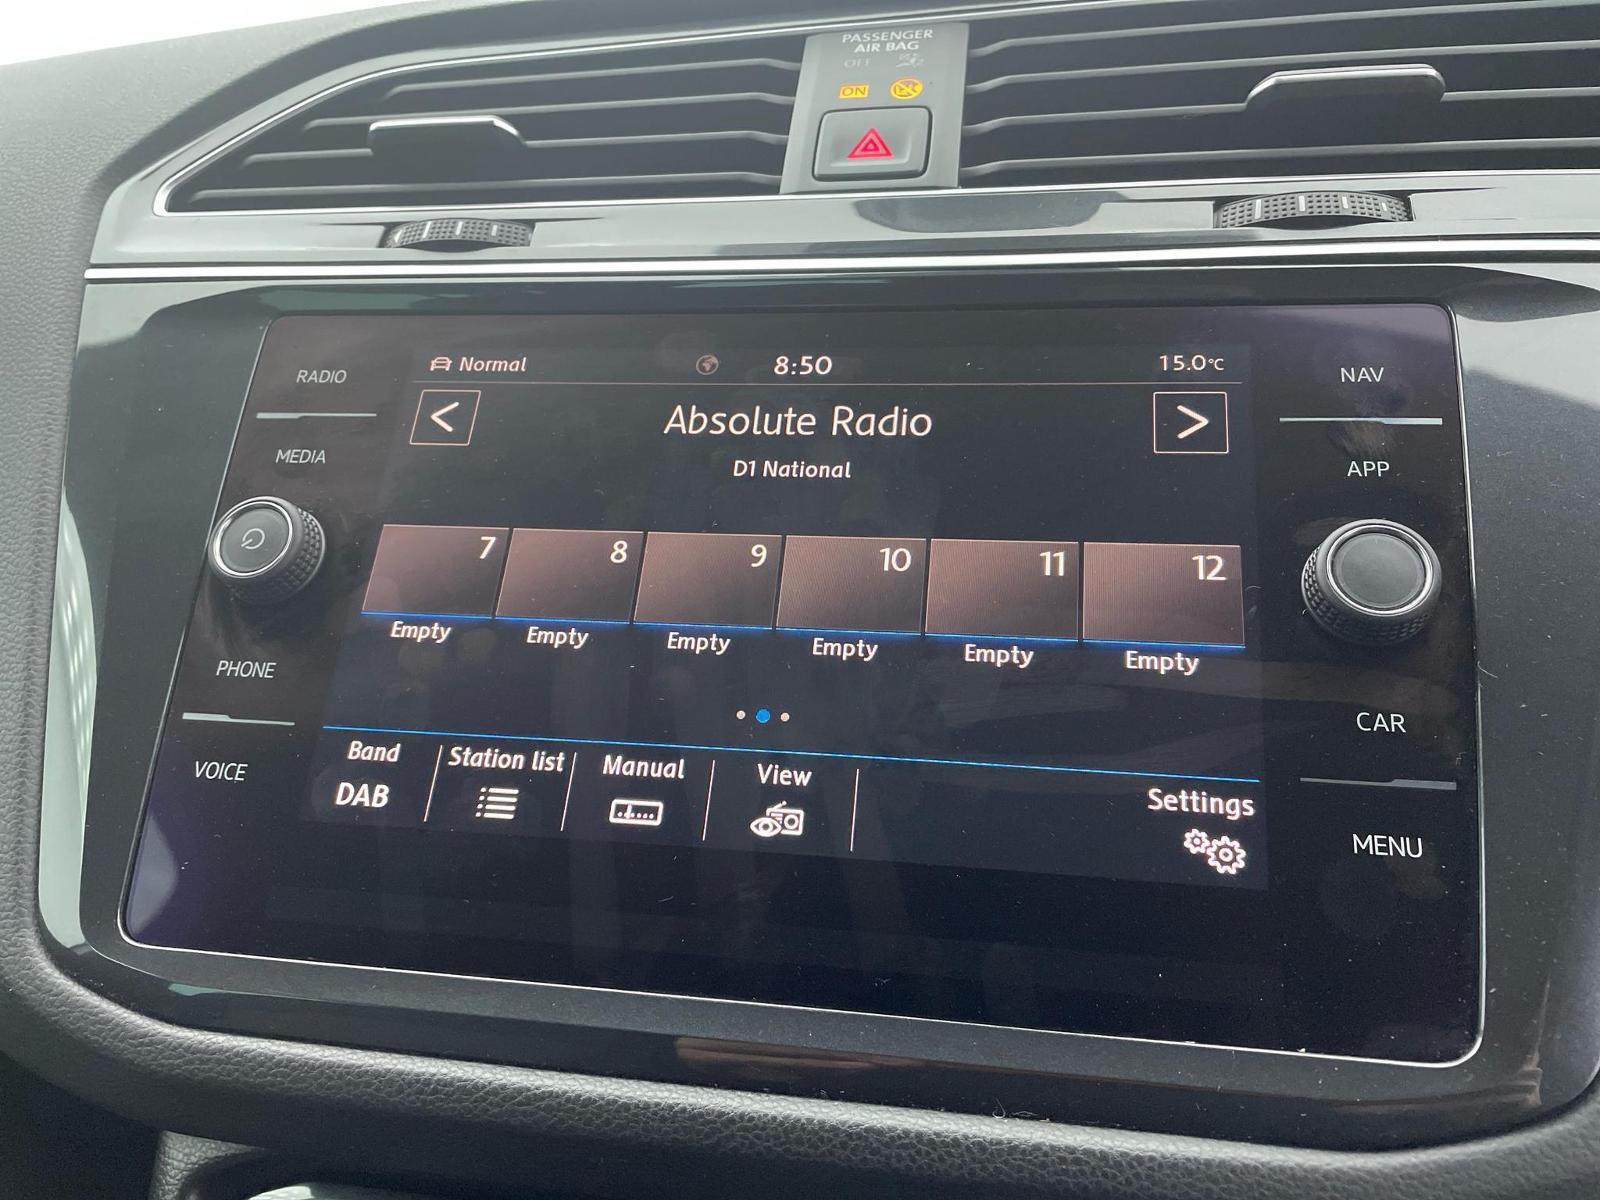 PASSENGER
AIR BAG
OFF
ON
Normal
8:50
15.0°C
RADIO
MEDIA
PHONE
VOICE
<
Absolute Radio
>
D1 National
7
8
9
10
11
12
Empty
Empty
Empty
Empty
Empty
Empty
Band
DAB
Station list
Manual
View
Settings
NAV
APP
CAR
MENU